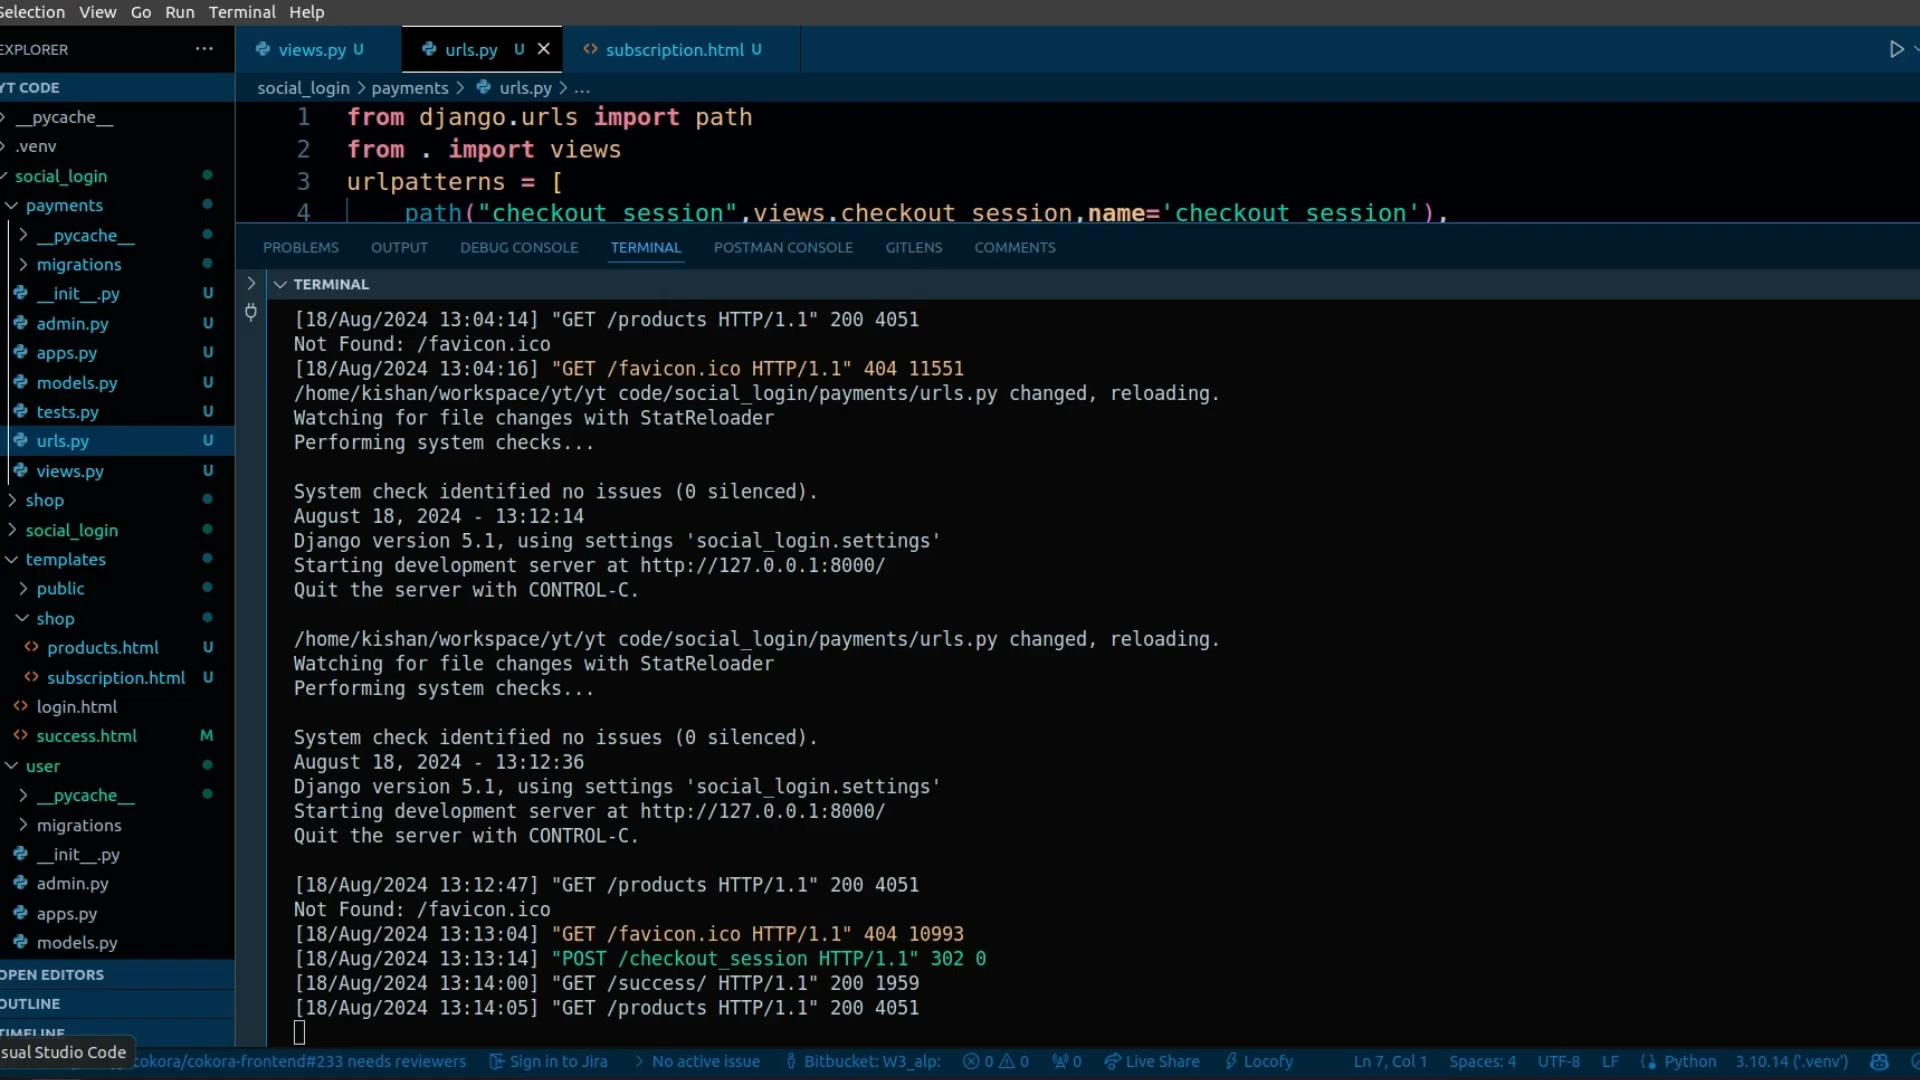 Selection View Go Run Terminal Help
EXPLORER ...
views.py U
urls.py U
subscription.html U
YT CODE
social_login > payments > urls.py > ...
__pycache__
.venv
social_login
payments
__pycache__
migrations
__init__.py U
admin.py U
apps.py U
models.py U
tests.py U
urls.py U
views.py U
shop
social_login
templates
public
shop
products.html U
subscription.html U
login.html
success.html M
user
__pycache__
migrations
__init__.py
admin.py
apps.py
models.py
OPEN EDITORS
OUTLINE
TIMELINE
1 from django.urls import path
2 from . import views
3 urlpatterns = [
4 path("checkout_session",views.checkout_session,name='checkout_session'),
PROBLEMS OUTPUT DEBUG CONSOLE TERMINAL POSTMAN CONSOLE GITLENS COMMENTS
TERMINAL
[18/Aug/2024 13:04:14] "GET /products HTTP/1.1" 200 4051
Not Found: /favicon.ico
[18/Aug/2024 13:04:16] "GET /favicon.ico HTTP/1.1" 404 11551
/home/kishan/workspace/yt/yt code/social_login/payments/urls.py changed, reloading.
Watching for file changes with StatReloader
Performing system checks...
System check identified no issues (0 silenced).
August 18, 2024 - 13:12:14
Django version 5.1, using settings 'social_login.settings'
Starting development server at http://127.0.0.1:8000/
Quit the server with CONTROL-C.
/home/kishan/workspace/yt/yt code/social_login/payments/urls.py changed, reloading.
Watching for file changes with StatReloader
Performing system checks...
System check identified no issues (0 silenced).
August 18, 2024 - 13:12:36
Django version 5.1, using settings 'social_login.settings'
Starting development server at http://127.0.0.1:8000/
Quit the server with CONTROL-C.
[18/Aug/2024 13:12:47] "GET /products HTTP/1.1" 200 4051
Not Found: /favicon.ico
[18/Aug/2024 13:13:04] "GET /favicon.ico HTTP/1.1" 404 10993
[18/Aug/2024 13:13:14] "POST /checkout_session HTTP/1.1" 302 0
[18/Aug/2024 13:14:00] "GET /success/ HTTP/1.1" 200 1959
[18/Aug/2024 13:14:05] "GET /products HTTP/1.1" 200 4051
sual Studio Code
cokora/cokora-frontend#233 needs reviewers Sign in to Jira No active issue Bitbucket: W3_alp: 0 0 0 Live Share Locofy Ln 7, Col 1 Spaces: 4 UTF-8 LF Python 3.10.14 ('.venv')